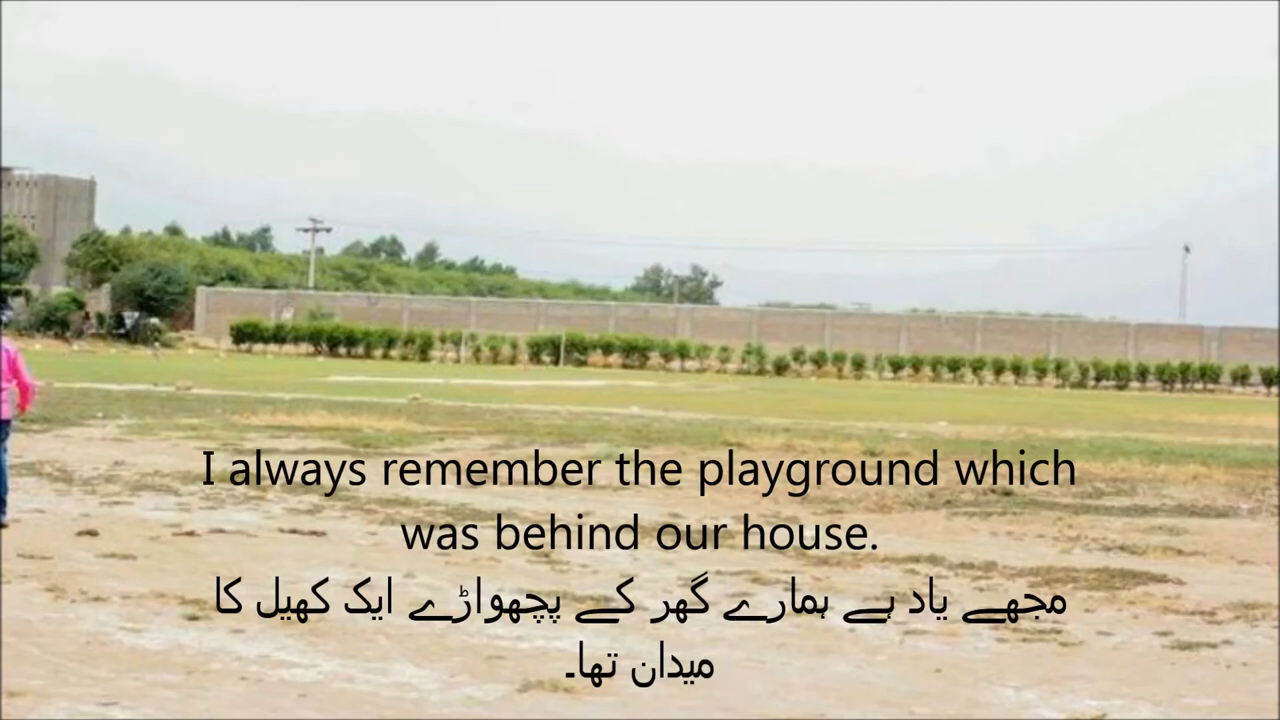 I always remember the playground which
was behind our house.
مجھے یاد ہے ہمارے گھر کے پچھواڑے ایک کھیل کا
میدان تھا۔